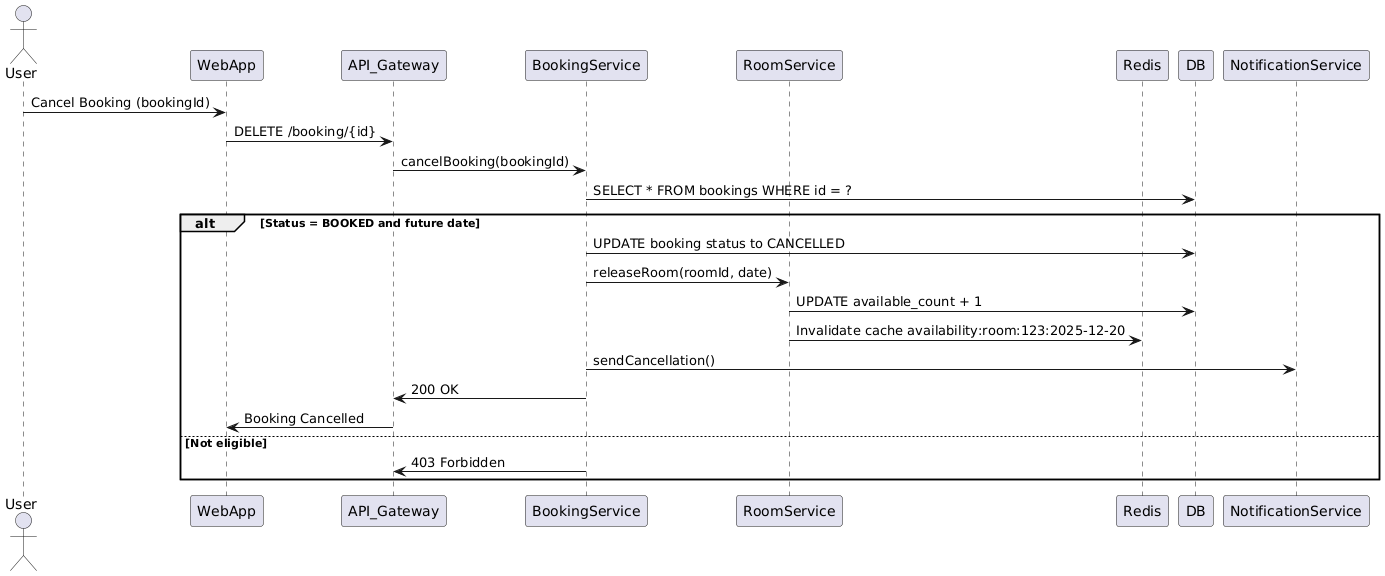 User
WebApp
API_Gateway
BookingService
RoomService
Redis
DB
NotificationService
Cancel Booking (bookingId)
DELETE /booking/{id}
cancelBooking(bookingId)
SELECT * FROM bookings WHERE id = ?
alt
[Status = BOOKED and future date]
UPDATE booking status to CANCELLED
releaseRoom(roomId, date)
UPDATE available_count + 1
Invalidate cache availability:room:123:2025-12-20
sendCancellation()
200 OK
Booking Cancelled
[Not eligible]
403 Forbidden
User
WebApp
API_Gateway
BookingService
RoomService
Redis
DB
NotificationService